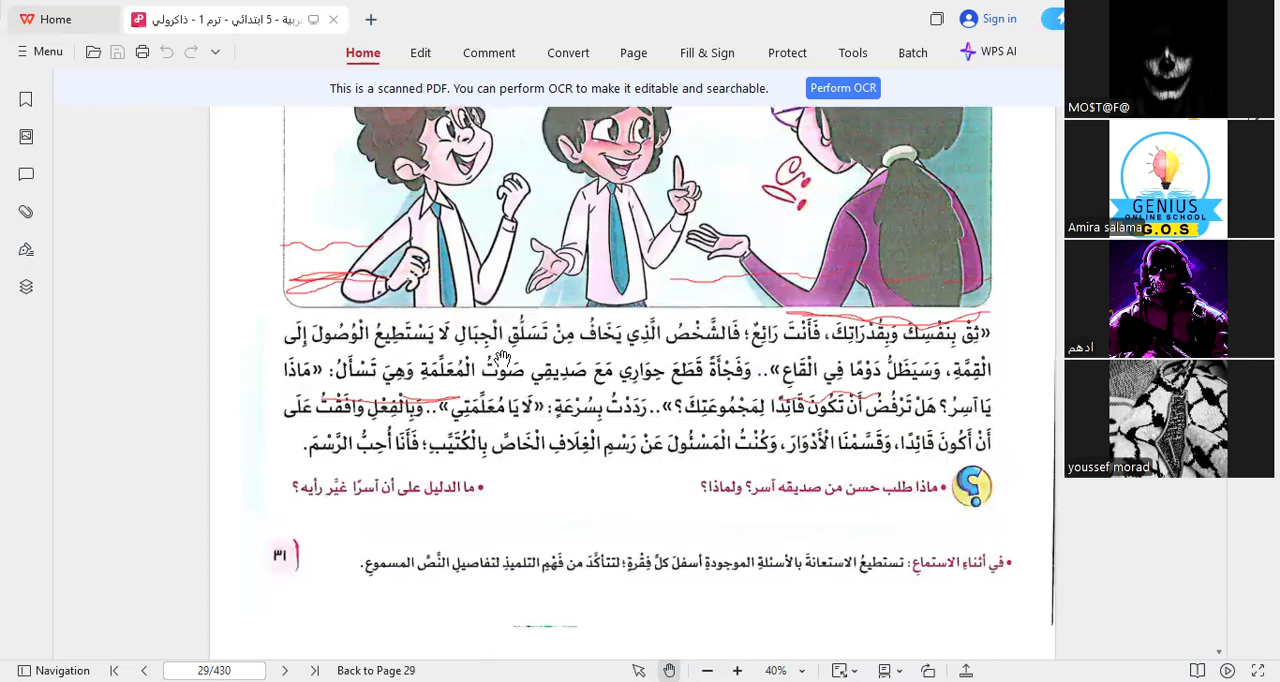 Home
عربية - 5 ابتدائي - ترم 1 - ذاكرولي
Sign in
Menu
Home Edit Comment Convert Page Fill & Sign Protect Tools Batch WPS AI
This is a scanned PDF. You can perform OCR to make it editable and searchable. Perform OCR
«ثِقْ بِنَفْسِكَ وَبِقُدْرَاتِكَ، فَأَنْتَ رَائِعٌ؛ فَالشَّخْصُ الَّذِي يَخَافُ مِنْ تَسَلُّقِ الْجِبَالِ لَا يَسْتَطِيعُ الْوُصُولَ إِلَى
الْقِمَّةِ، وَسَيَظَلُّ دَوْمًا فِي الْقَاعِ».. وَفَجْأَةً قَطَعَ حِوَارِي مَعَ صَدِيقِي صَوْتُ الْمُعَلِّمَةِ وَهِيَ تَسْأَلُ: «مَاذَا
يَا آسِرُ؟ هَلْ تَرْفُضُ أَنْ تَكُونَ قَائِدًا لِمَجْمُوعَتِكَ؟».. رَدَدْتُ بِسُرْعَةٍ: «لَا يَا مُعَلِّمَتِي».. وَبِالْفِعْلِ وَافَقْتُ عَلَى
أَنْ أَكُونَ قَائِدًا، وَقَسَّمْنَا الْأَدْوَارَ، وَكُنْتُ الْمَسْئُولَ عَنْ رَسْمِ الْغِلَافِ الْخَاصِّ بِالْكُتَيِّبِ؛ فَأَنَا أُحِبُّ الرَّسْمَ.
• ماذا طلب حسن من صديقه آسر؟ ولماذا؟
• ما الدليل على أن آسرًا غيَّر رأيه؟
• في أثناءِ الاستماعِ: تستطيعُ الاستعانةَ بالأسئلةِ الموجودةِ أسفلَ كلِّ فِقْرةٍ؛ لتتأكَّدَ من فَهْمِ التلميذِ لتفاصيلِ النَّصِّ المسموعِ.
٣١
Navigation 29/430 Back to Page 29 40%
MO$T@F@
GENIUS
ONLINE SCHOOL
G.O.S
Amira salama
ادهم
youssef morad